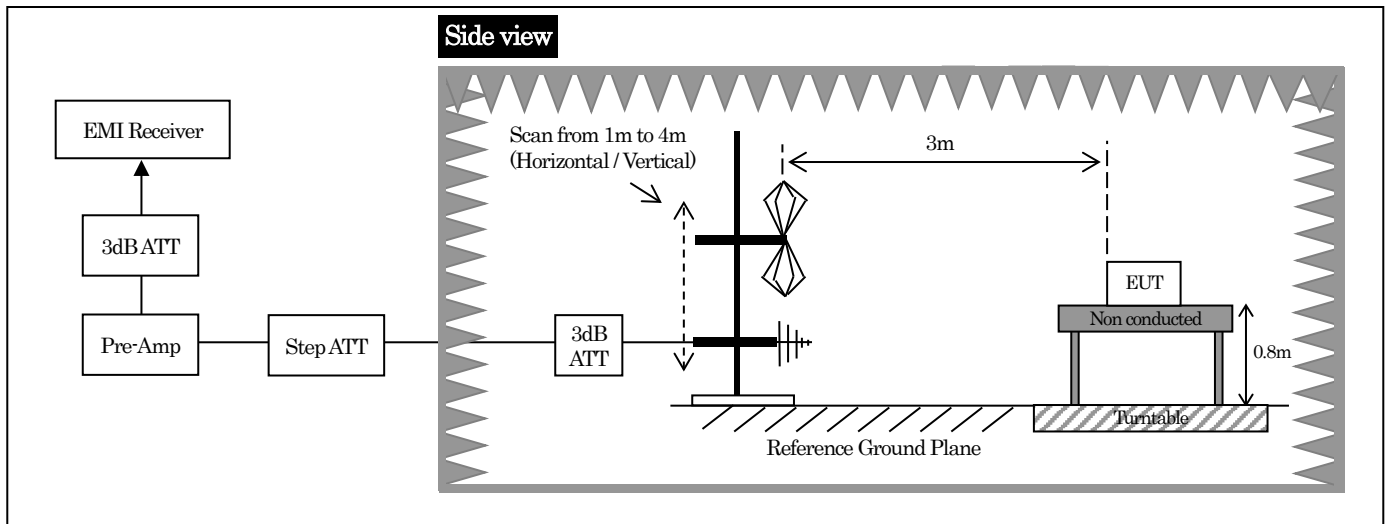 Side view
EMI Receiver
Scan from 1m to 4m
(Horizontal / Vertical)
3m
3dB ATT
EUT
Non conducted
Pre-Amp
Step ATT
3dB
ATT
0.8m
Turntable
Reference Ground Plane